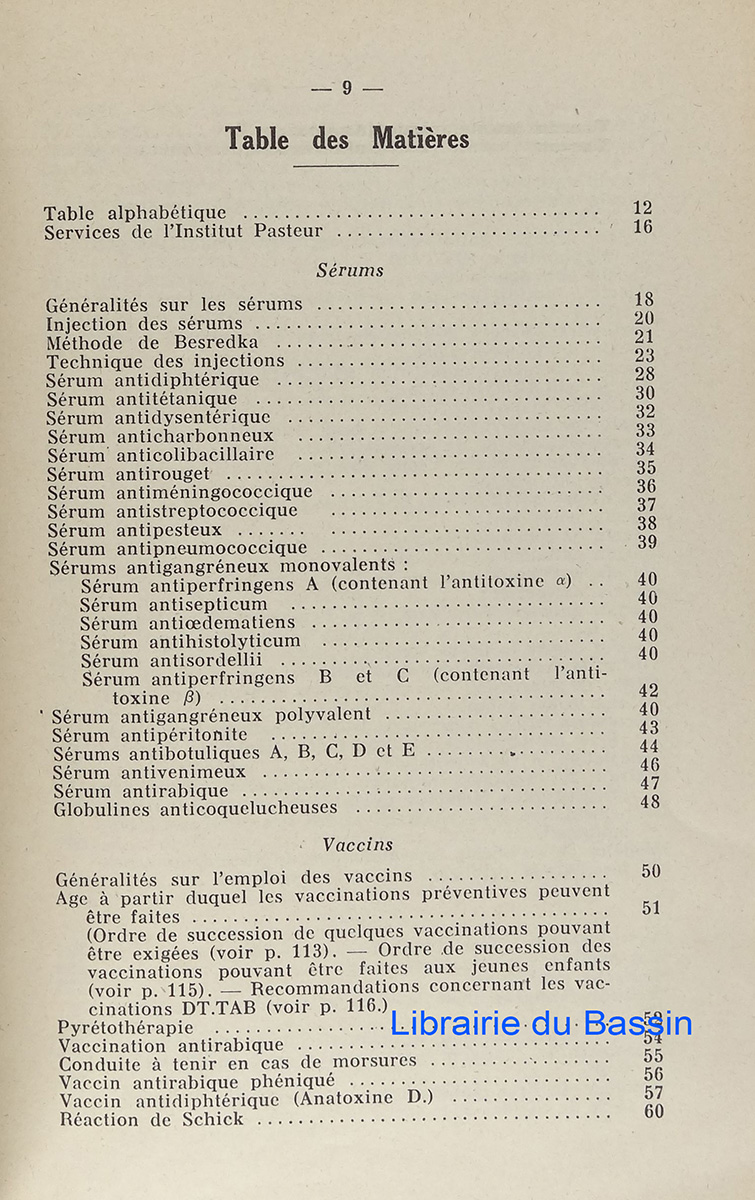 — 9 —
Table des Matières
Table alphabétique .................................... 12
Services de l'Institut Pasteur .......................... 16
Sérums
Généralités sur les sérums ............................ 18
Injection des sérums .................................. 20
Méthode de Besredka ................................ 21
Technique des injections .............................. 23
Sérum antidiphtérique ................................ 28
Sérum antitétanique .................................. 30
Sérum antidysentérique ............................... 32
Sérum anticharbonneux .............................. 33
Sérum anticolibacillaire .............................. 34
Sérum antirouget ..................................... 35
Sérum antiméningococcique ........................... 36
Sérum antistreptococcique ........................... 37
Sérum antipesteux ....... ........................... 38
Sérum antipneumococcique ............................ 39
Sérums antigangréneux monovalents :
Sérum antiperfringens A (contenant l'antitoxine α) .. 40
Sérum antisepticum ............................... 40
Sérum antiœdematiens ............................. 40
Sérum antihistolyticum ............................ 40
Sérum antisordellii ................................ 40
Sérum antiperfringens B et C (contenant l'anti-
toxine β) ...................................... 42
Sérum antigangréneux polyvalent ...................... 40
Sérum antipéritonite ................................. 43
Sérums antibotuliques A, B, C, D et E .................. 44
Sérum antivenimeux .................................. 46
Sérum antirabique .................................... 47
Globulines anticoquelucheuses ......................... 48
Vaccins
Généralités sur l'emploi des vaccins .................. 50
Age à partir duquel les vaccinations préventives peuvent
être faites ......................................... 51
(Ordre de succession de quelques vaccinations pouvant
être exigées (voir p. 113). — Ordre de succession des
vaccinations pouvant être faites aux jeunes enfants
(voir p. 115). — Recommandations concernant les vac-
cinations DT.TAB (voir p. 116.)
Pyrétothérapie ...................
Librairie du Bassin
Vaccination antirabique ............................... 54
Conduite à tenir en cas de morsures .................. 55
Vaccin antirabique phéniqué .......................... 56
Vaccin antidiphtérique (Anatoxine D.) ................ 57
Réaction de Schick ................................... 60